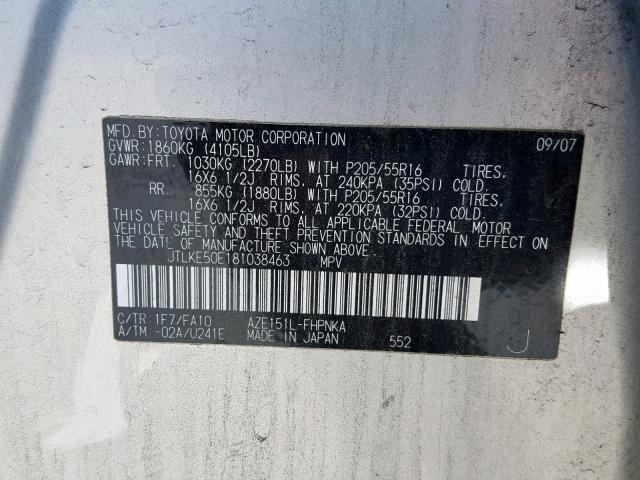 MFD.BY:TOYOTA MOTOR CORPORATION 09/07
GVWR:1860KG (4105LB)
GAWR:FRT. 1030KG (2270LB) WITH P205/55R16 TIRES,
16X6 1/2J RIMS, AT 240KPA (35PSI) COLD.
RR. 855KG (1880LB) WITH P205/55R16 TIRES,
16X6 1/2J RIMS, AT 220KPA (32PSI) COLD.
THIS VEHICLE CONFORMS TO ALL APPLICABLE FEDERAL MOTOR
VEHICLE SAFETY AND THEFT PREVENTION STANDARDS IN EFFECT
ON THE DATE OF MANUFACTURE SHOWN ABOVE.
JTLKE50E181038463 MPV
C/TR:1F7/FA10 AZE151L-FHPNKA
A/TM -02A/U241E MADE IN JAPAN 552 J